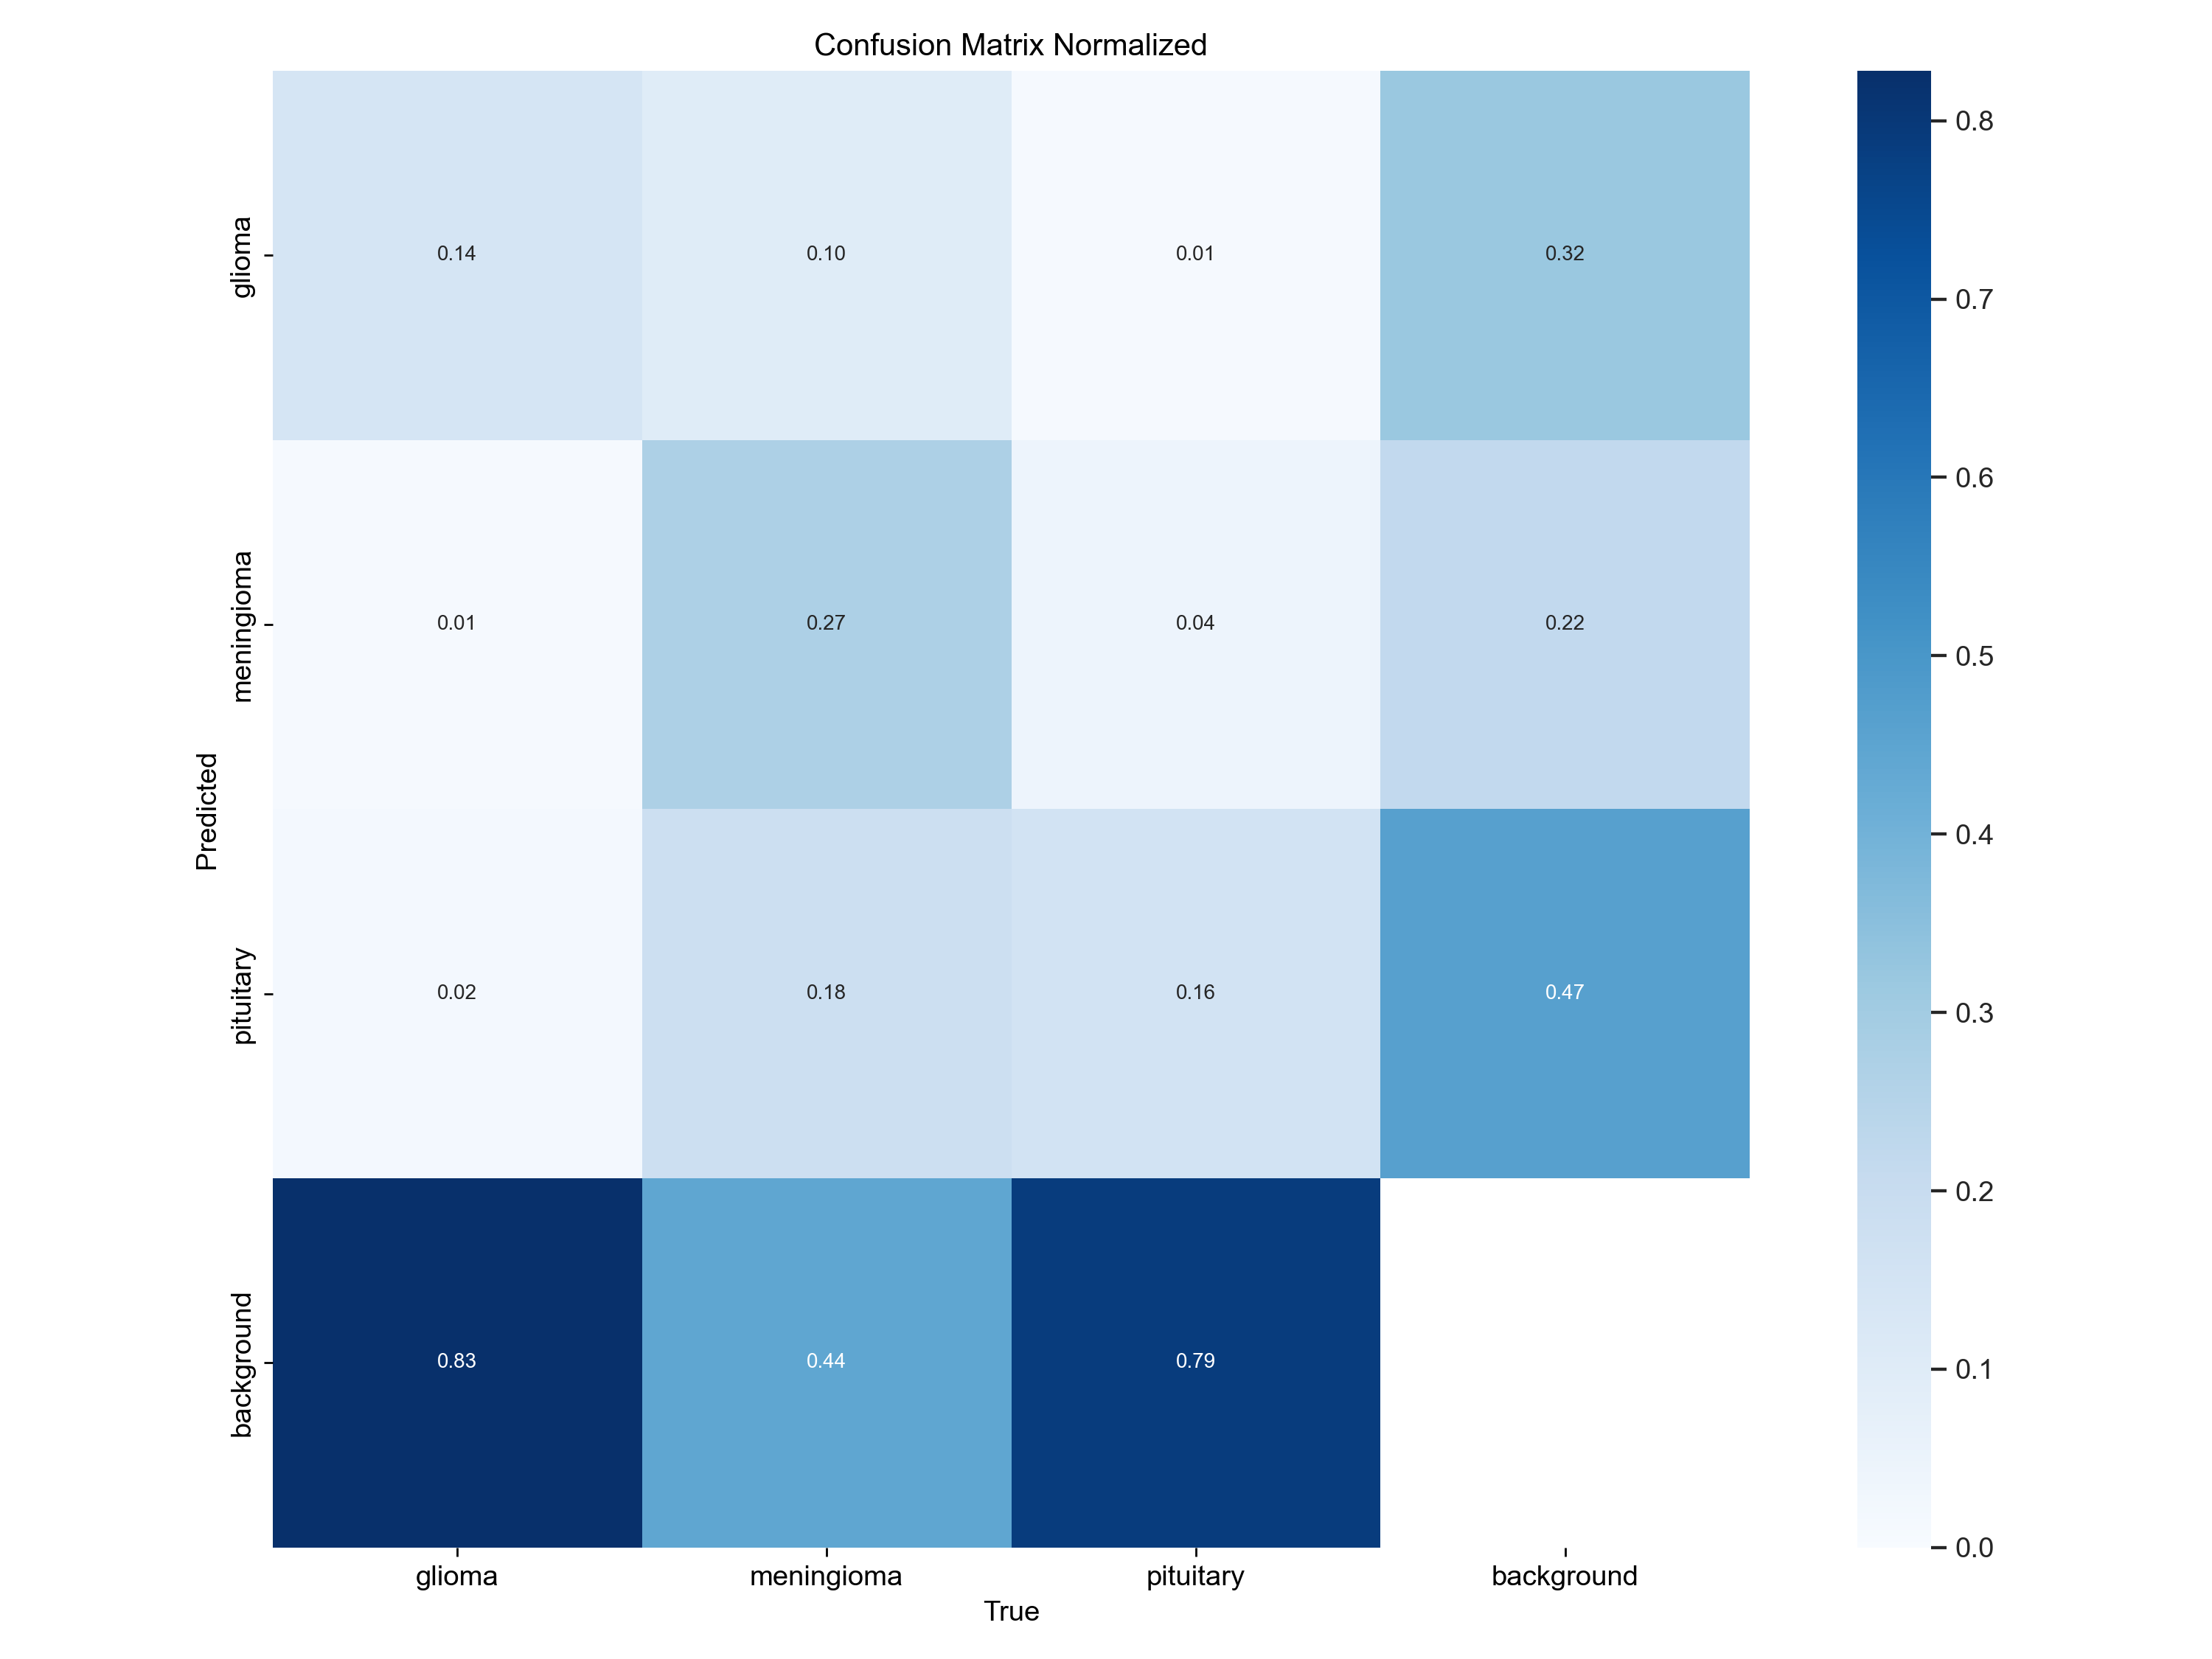 Confusion Matrix Normalized
glioma
0.14 0.10 0.01 0.32
meningioma
0.01 0.27 0.04 0.22
pituitary
0.02 0.18 0.16 0.47
background
0.83 0.44 0.79
Predicted
glioma meningioma pituitary background
True
0.8
0.7
0.6
0.5
0.4
0.3
0.2
0.1
0.0